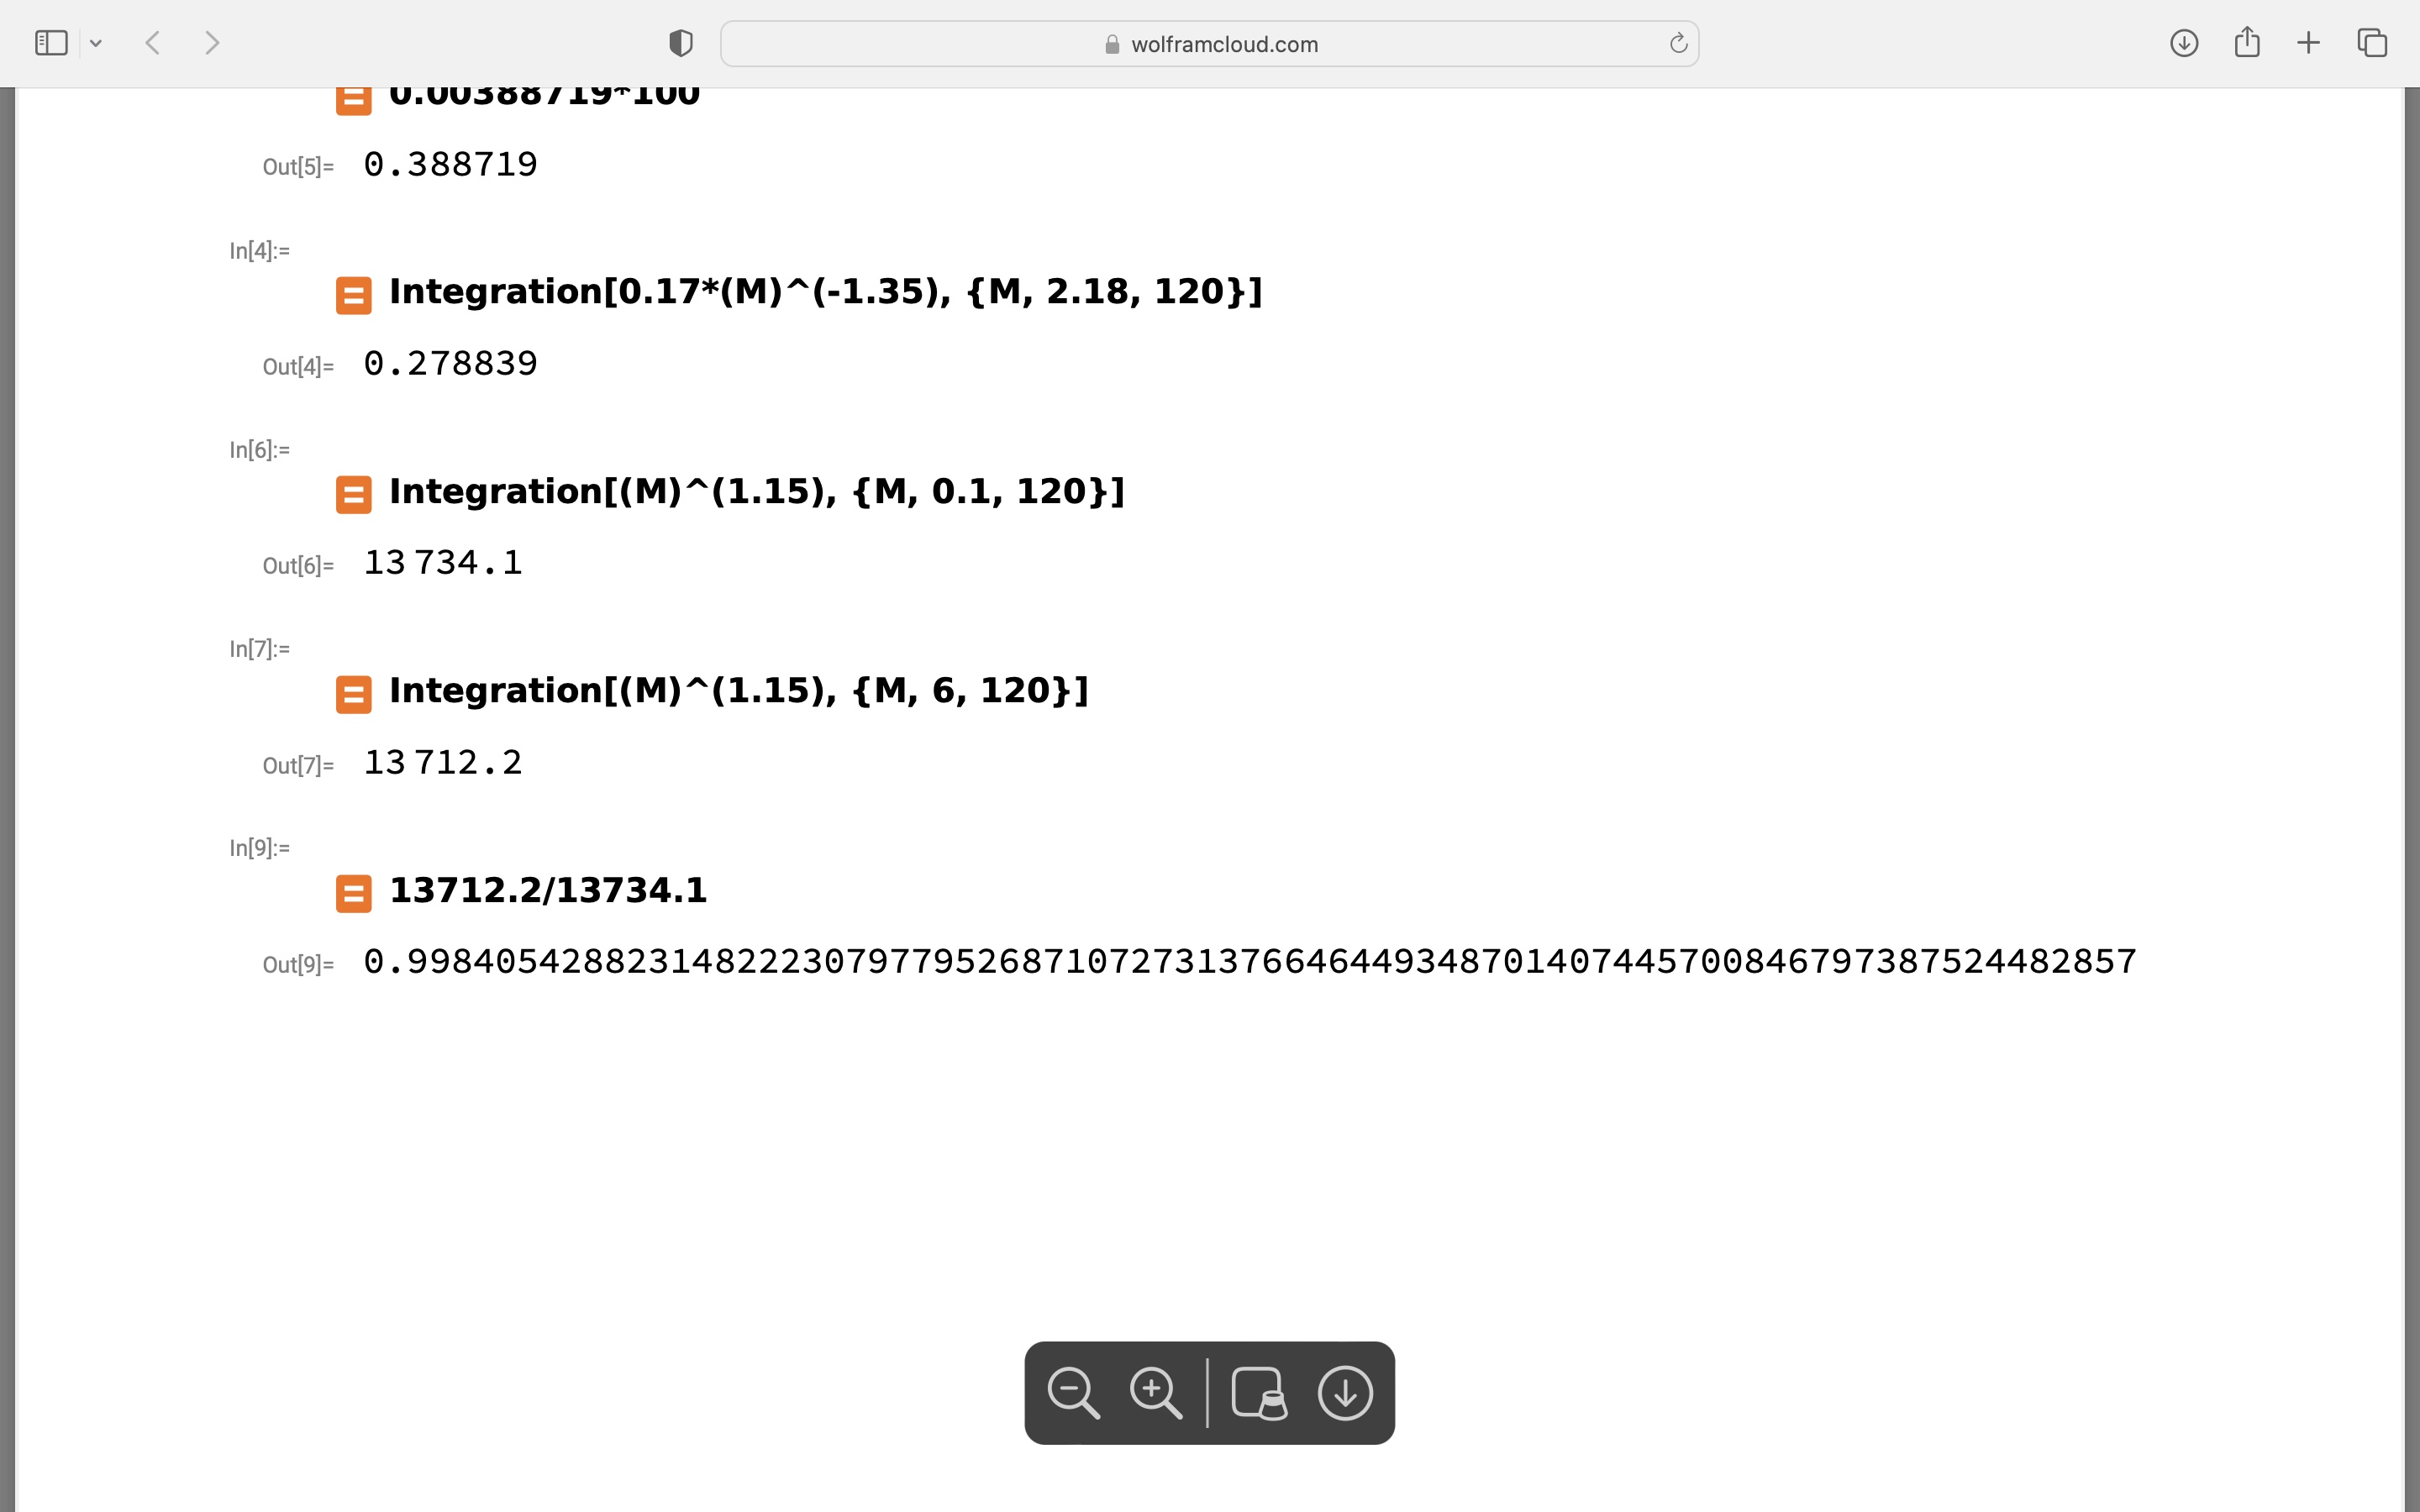 wolframcloud.com
0.00388719*100
Out[5]= 0.388719
In[4]:=
Integration[0.17*(M)^(-1.35), {M, 2.18, 120}]
Out[4]= 0.278839
In[6]:=
Integration[(M)^(1.15), {M, 0.1, 120}]
Out[6]= 13 734.1
In[7]:=
Integration[(M)^(1.15), {M, 6, 120}]
Out[7]= 13 712.2
In[9]:=
13712.2/13734.1
Out[9]= 0.998405428823148222307977952687107273137664644934870140744570084679738752448​2857